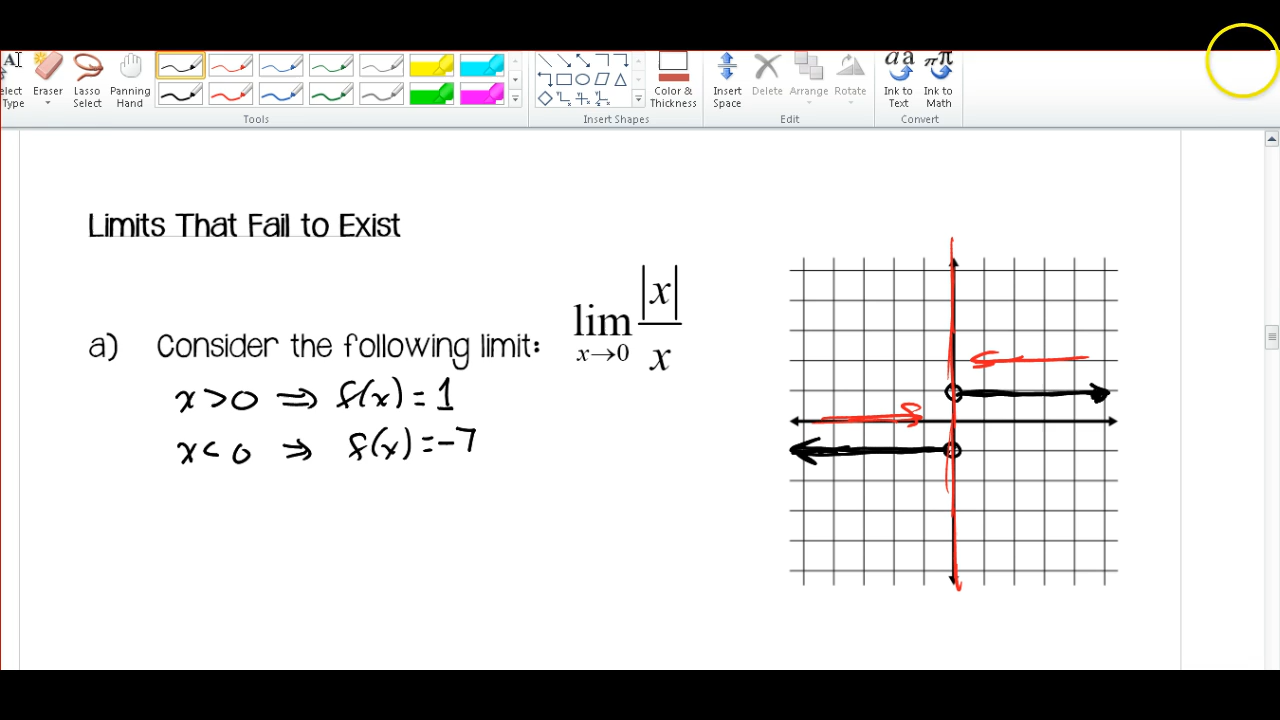 Select Type
Eraser
Lasso Select
Panning Hand
Tools
Insert Shapes
Color & Thickness
Insert Space
Delete
Arrange
Rotate
Edit
a a
Ink to Text
π π
Ink to Math
Convert
Limits That Fail to Exist
a) Consider the following limit: lim x→0 |x|/x
x > 0 ⇒ f(x) = 1
x < 0 ⇒ f(x) = -7